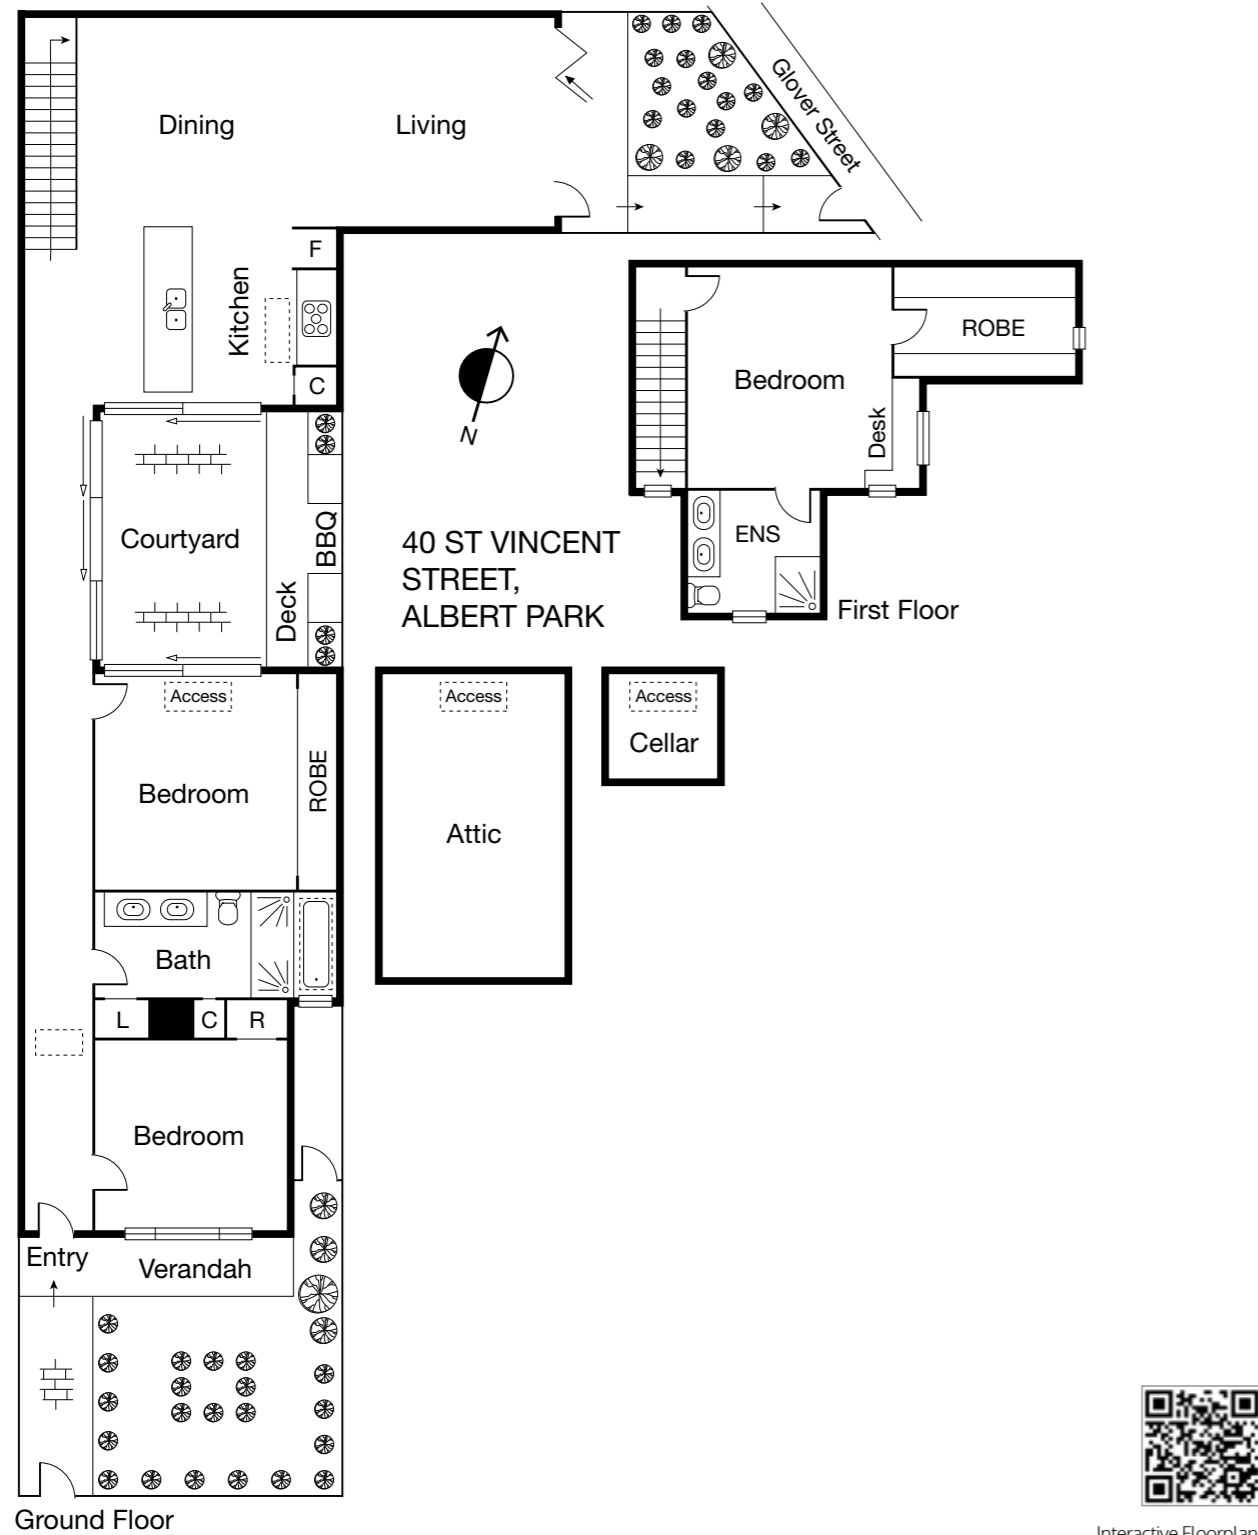 Dining
Living
Glover Street
F
Kitchen
C
N
Bedroom
ROBE
Desk
ENS
First Floor
Courtyard
BBQ
Deck
40 ST VINCENT
STREET,
ALBERT PARK
Access
Bedroom
ROBE
Access
Attic
Access
Cellar
Bath
L
C
R
Bedroom
Entry
Verandah
Ground Floor
Interactive Floorplan